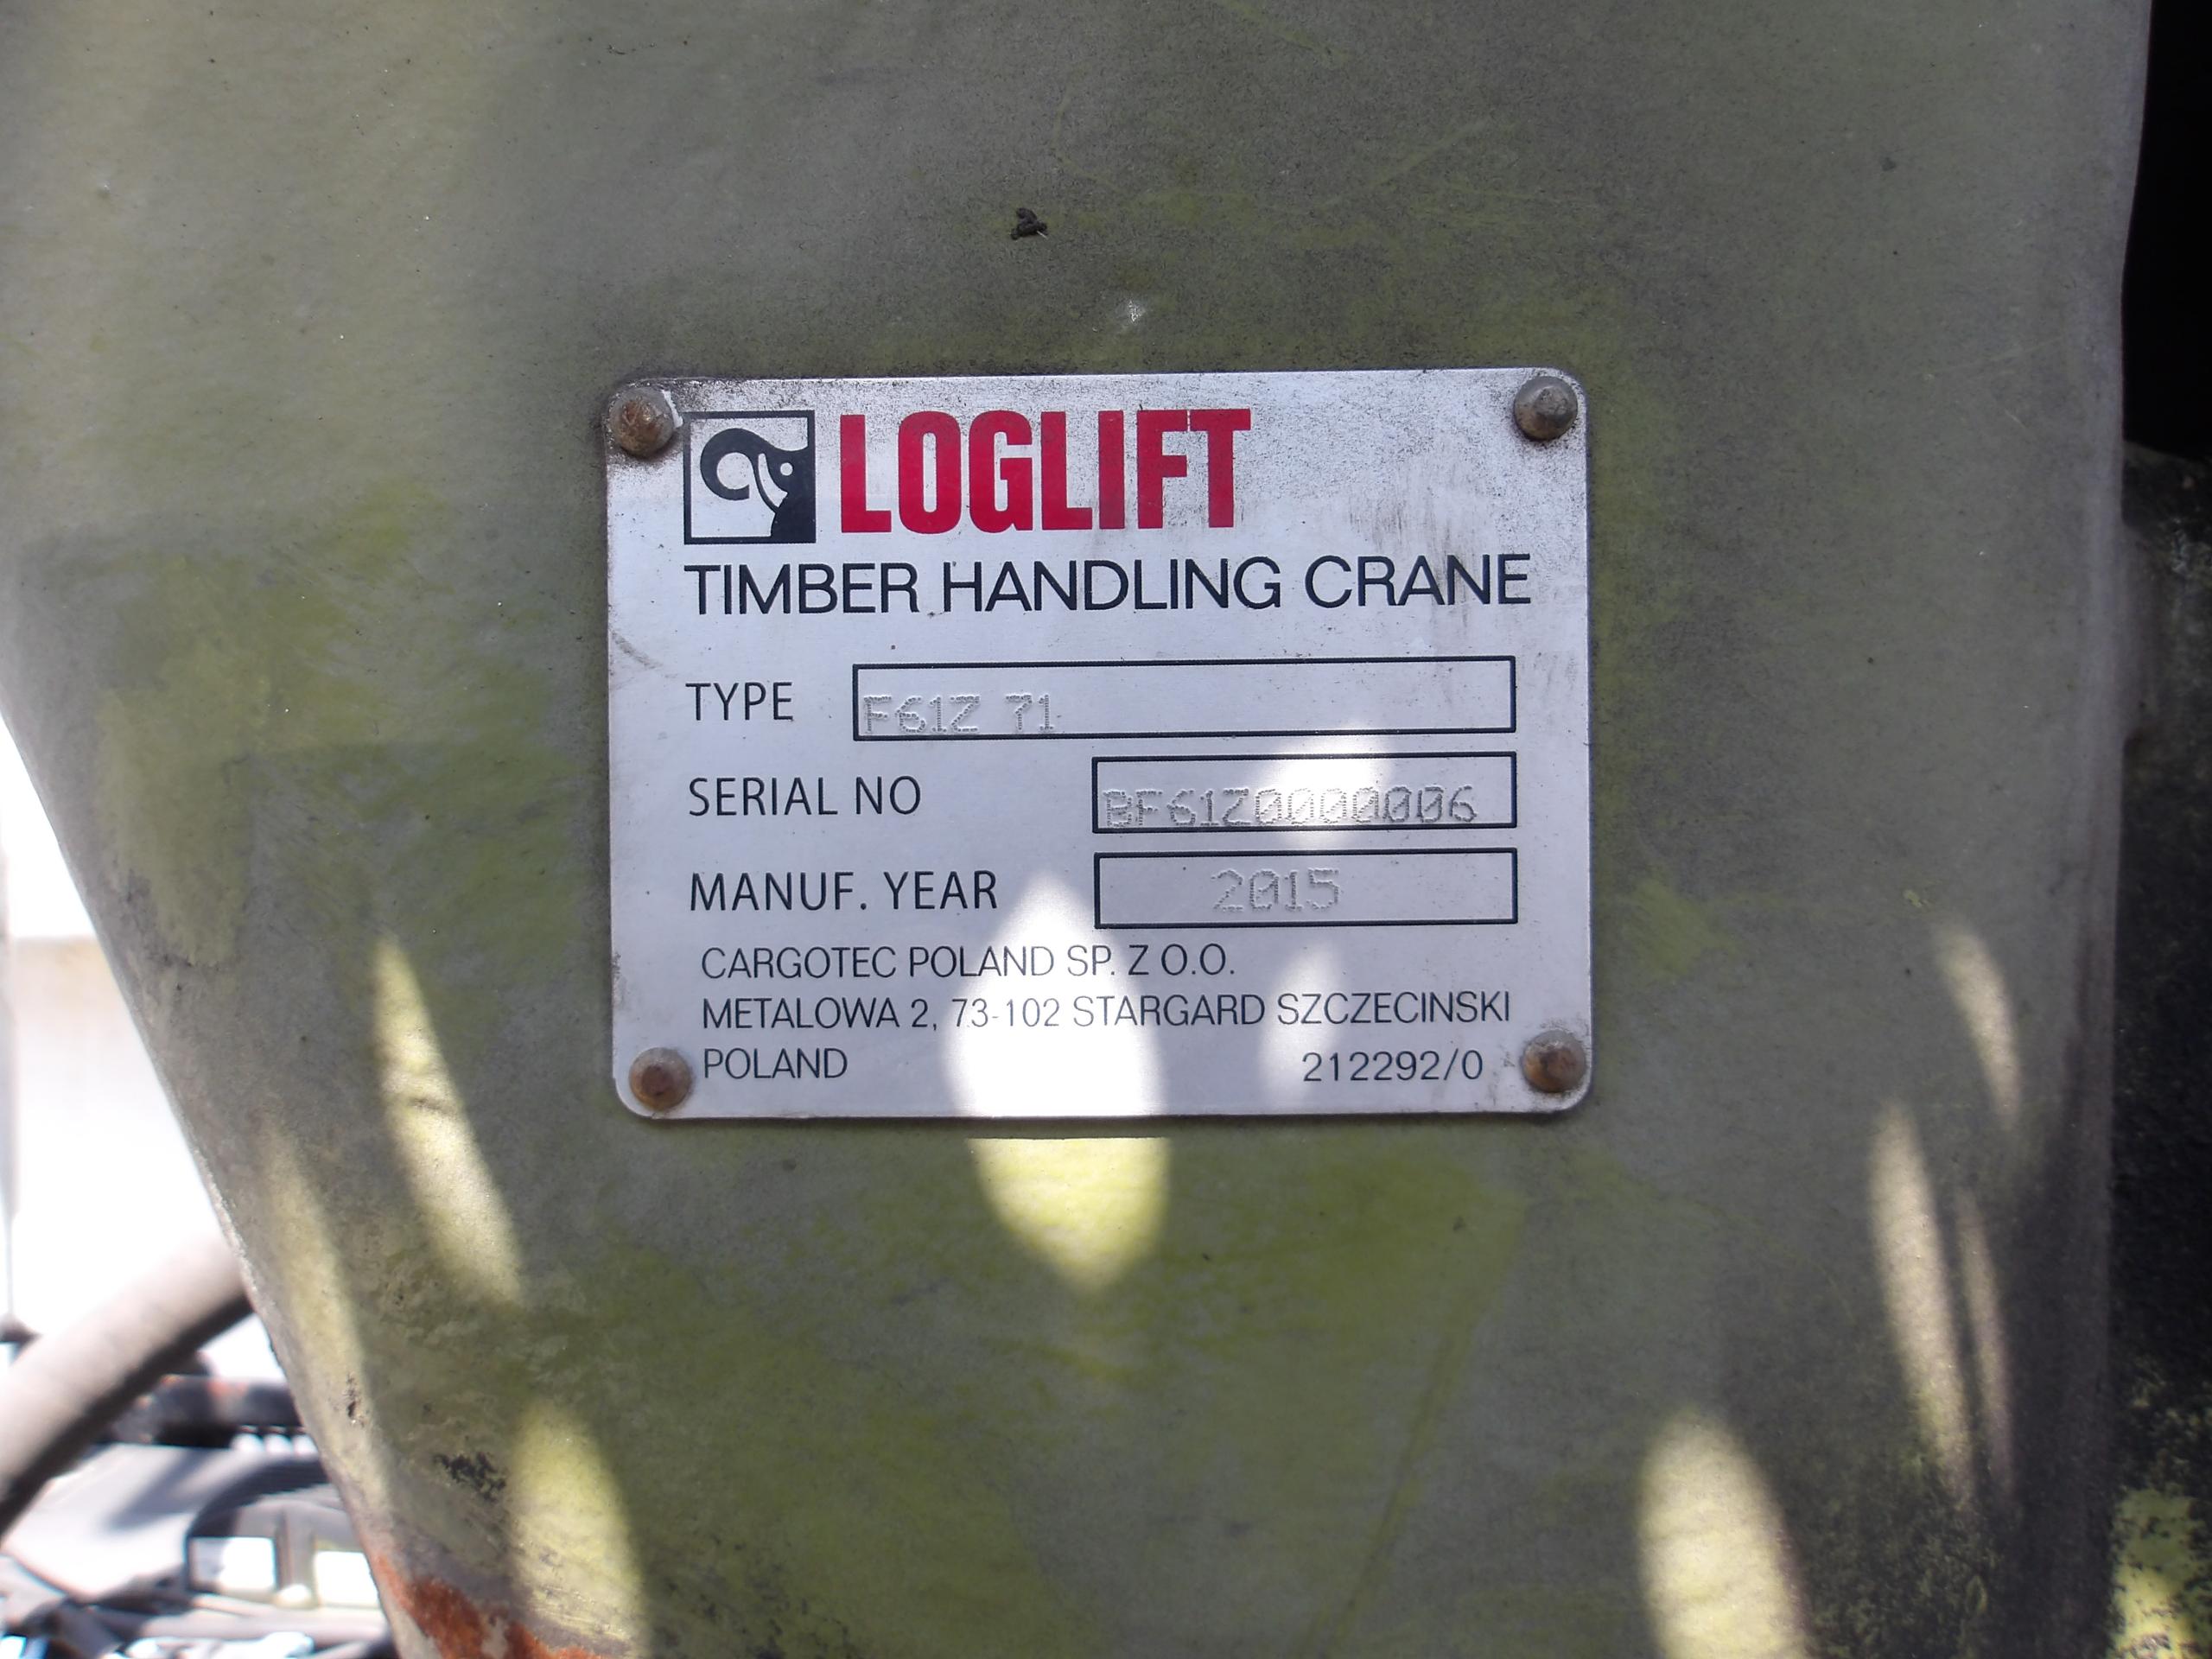 LOGLIFT
TIMBER HANDLING CRANE
TYPE F61Z 71
SERIAL NO BF61Z0000006
MANUF. YEAR 2015
CARGOTEC POLAND SP. Z O.O.
METALOWA 2, 73-102 STARGARD SZCZECINSKI
POLAND 212292/0